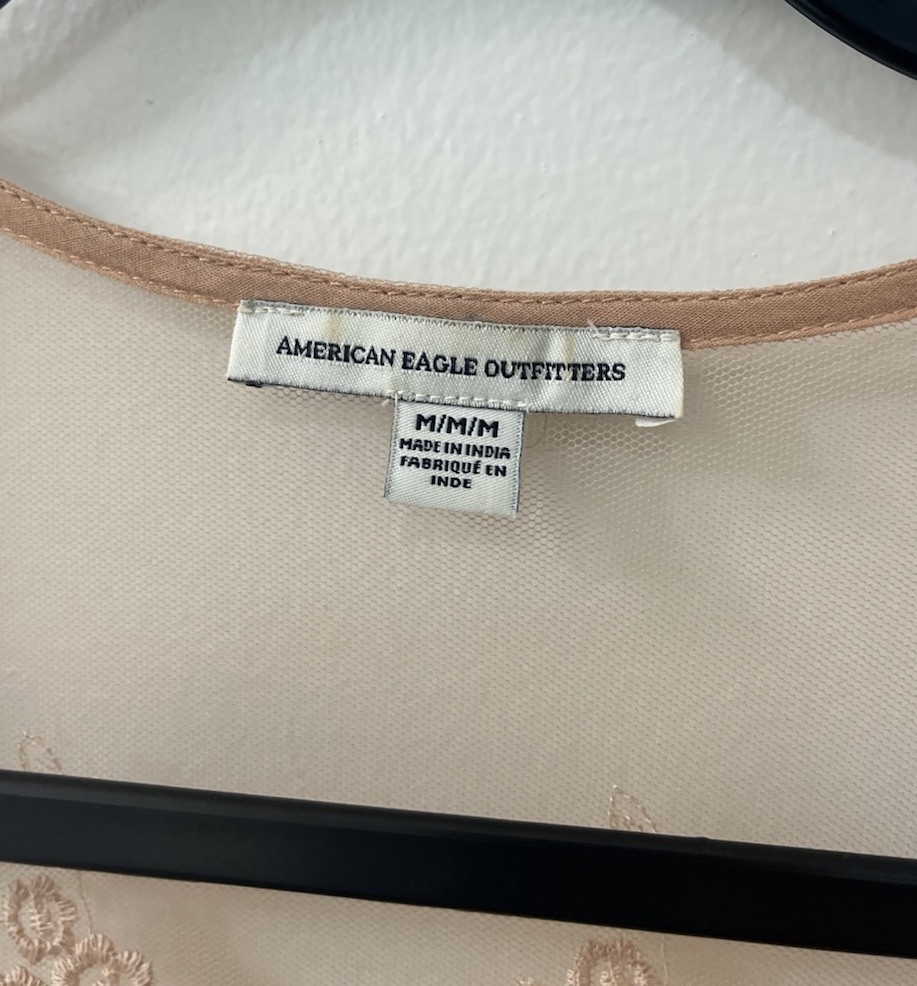 AMERICAN EAGLE OUTFITTERS
M/M/M
MADE IN INDIA
FABRIQUÉ EN
INDE